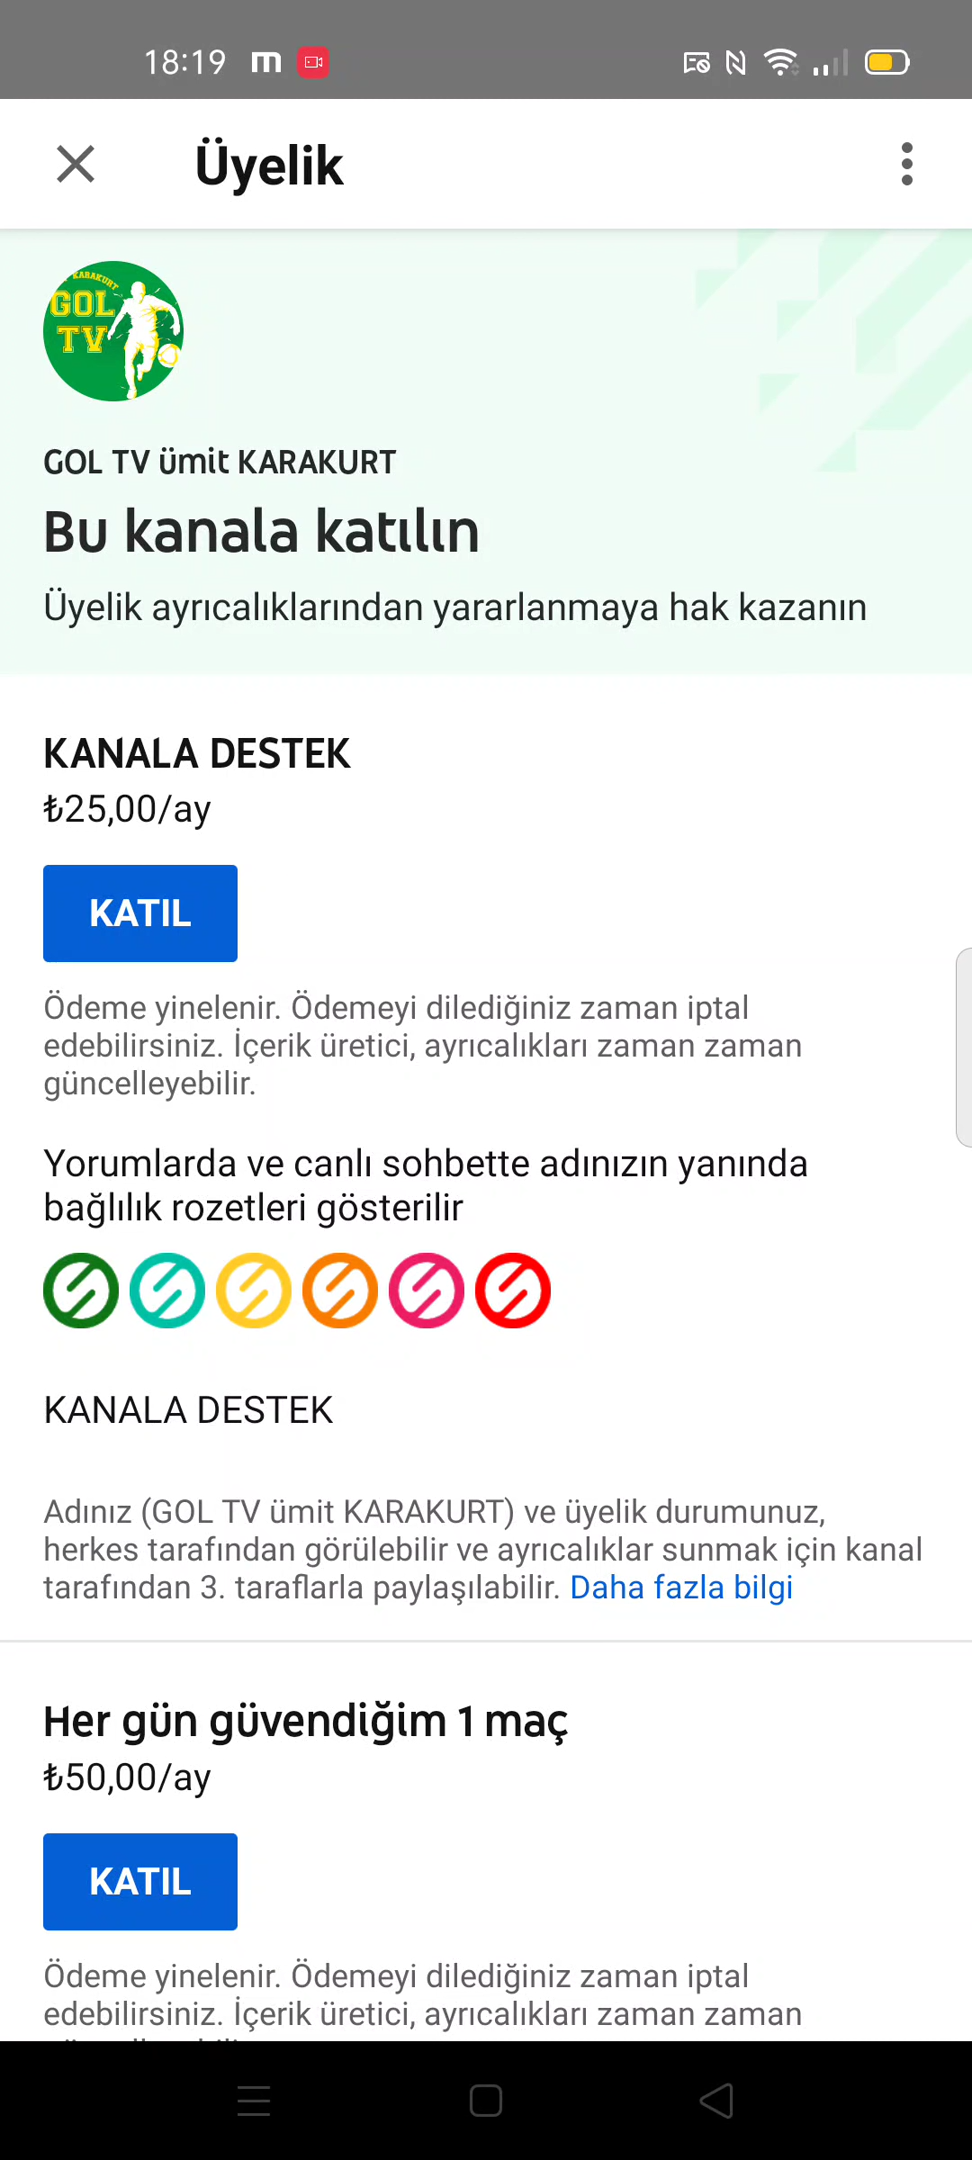 18:19 m
Üyelik
KARAKURT
GOL
TV
GOL TV ümit KARAKURT
Bu kanala katılın
Üyelik ayrıcalıklarından yararlanmaya hak kazanın
KANALA DESTEK
₺25,00/ay
KATIL
Ödeme yinelenir. Ödemeyi dilediğiniz zaman iptal
edebilirsiniz. İçerik üretici, ayrıcalıkları zaman zaman
güncelleyebilir.
Yorumlarda ve canlı sohbette adınızın yanında
bağlılık rozetleri gösterilir
KANALA DESTEK
Adınız (GOL TV ümit KARAKURT) ve üyelik durumunuz,
herkes tarafından görülebilir ve ayrıcalıklar sunmak için kanal
tarafından 3. taraflarla paylaşılabilir. Daha fazla bilgi
Her gün güvendiğim 1 maç
₺50,00/ay
KATIL
Ödeme yinelenir. Ödemeyi dilediğiniz zaman iptal
edebilirsiniz. İçerik üretici, ayrıcalıkları zaman zaman